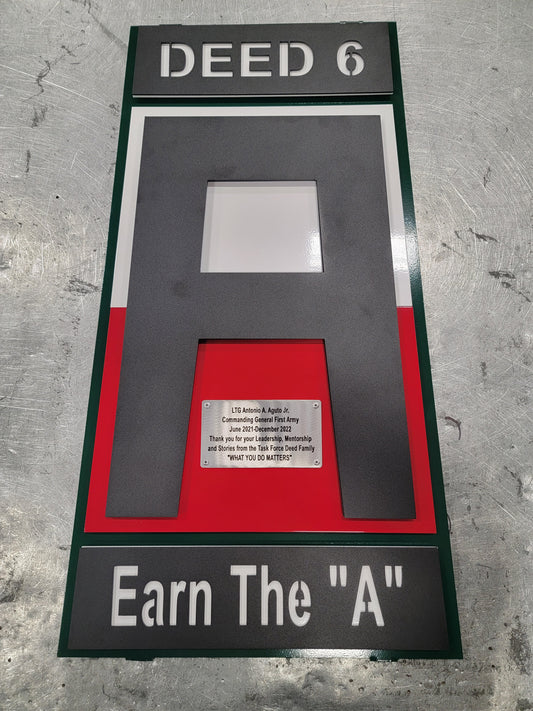 DEED 6
A
LTG Antonio A. Aguto Jr.
Commanding General First Army
June 2021-December 2022
Thank you for your Leadership, Mentorship
and Stories from the Task Force Deed Family
"WHAT YOU DO MATTERS"
Earn The "A"